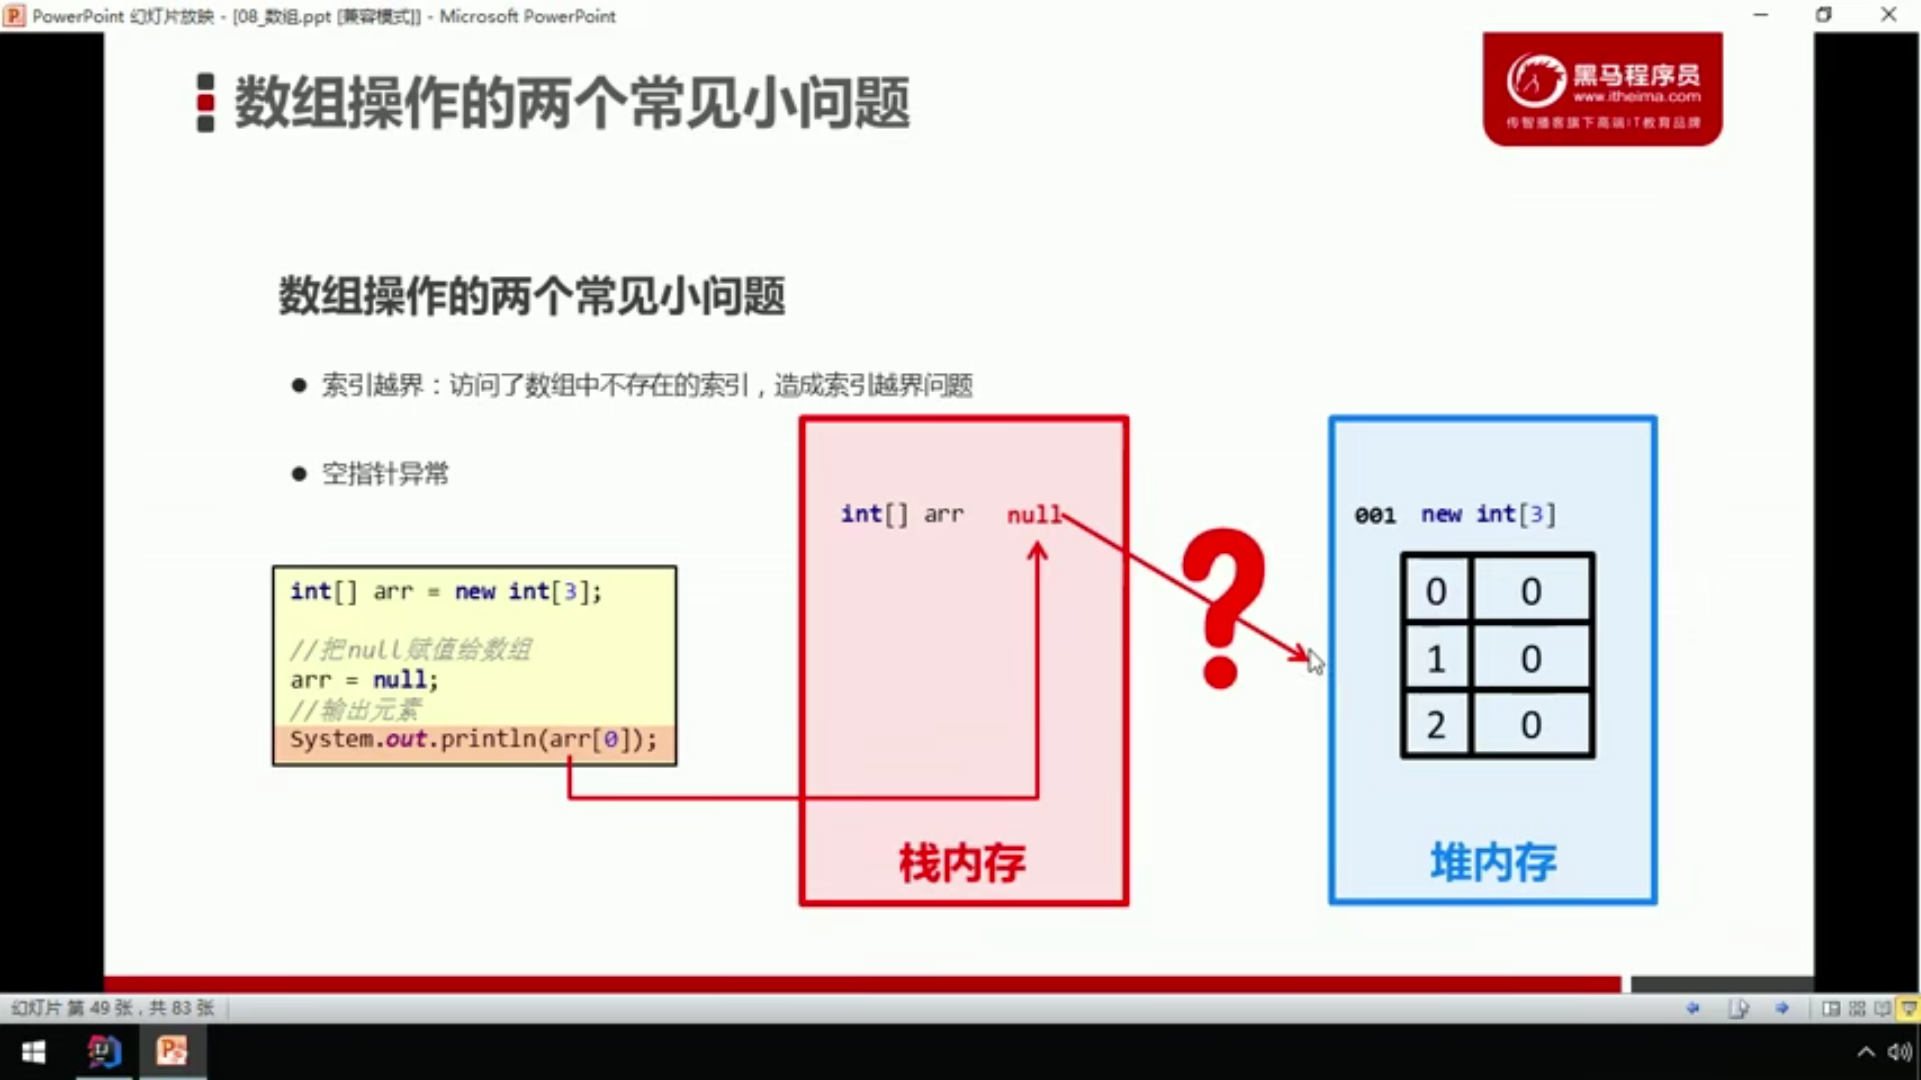 PowerPoint 幻灯片放映 - [08_数组.ppt [兼容模式]] - Microsoft PowerPoint
数组操作的两个常见小问题
黑马程序员
www.itheima.com
传智播客旗下高端IT教育品牌
数组操作的两个常见小问题
● 索引越界：访问了数组中不存在的索引，造成索引越界问题
● 空指针异常
int[] arr = new int[3];
//把null赋值给数组
arr = null;
//输出元素
System.out.println(arr[0]);
int[] arr null
?
栈内存
001 new int[3]
0 0
1 0
2 0
堆内存
幻灯片 第 49 张，共 83 张